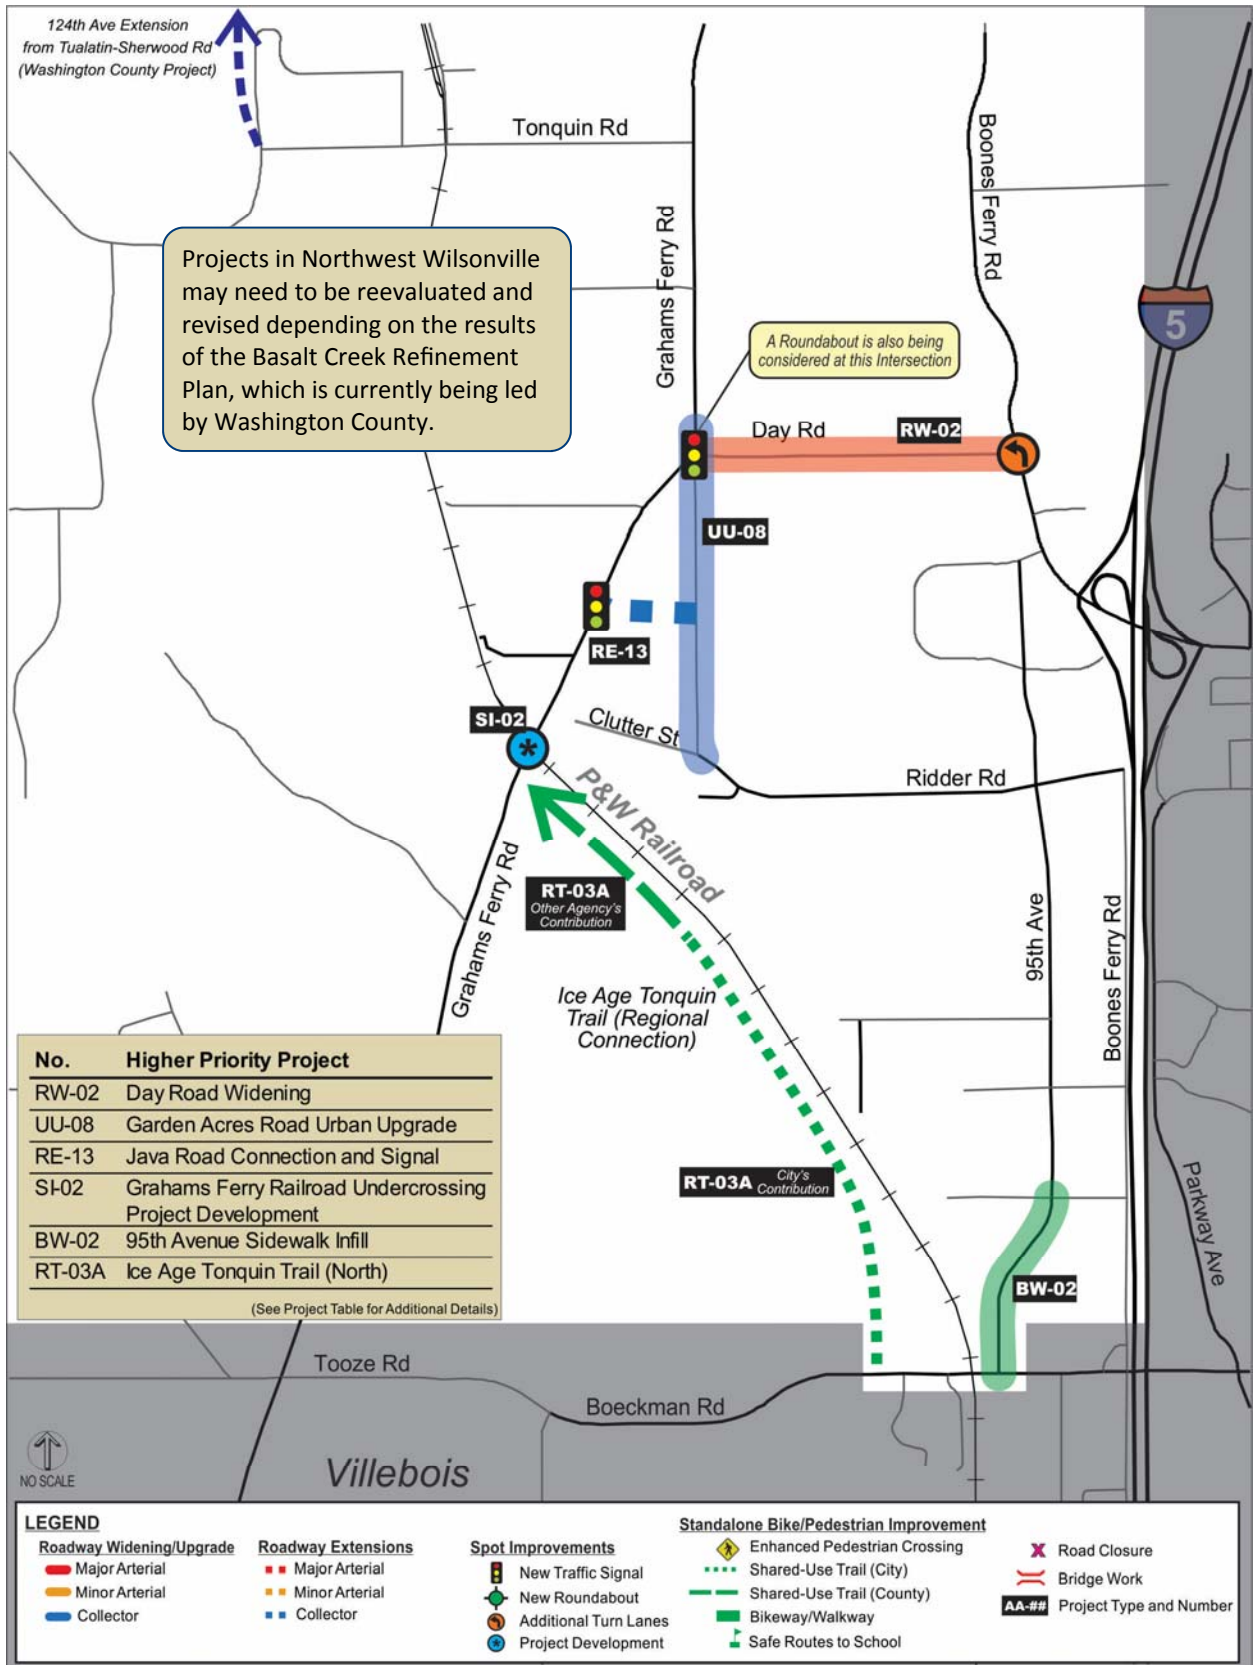 124th Ave Extension
from Tualatin-Sherwood Rd
(Washington County Project)
Tonquin Rd
Boones Ferry Rd
Grahams Ferry Rd
Projects in Northwest Wilsonville
may need to be reevaluated and
revised depending on the results
of the Basalt Creek Refinement
Plan, which is currently being led
by Washington County.
5
A Roundabout is also being
considered at this Intersection
Day Rd
RW-02
UU-08
RE-13
SI-02
Clutter St
Ridder Rd
P&W Railroad
RT-03A
Other Agency's
Contribution
Grahams Ferry Rd
95th Ave
Boones Ferry Rd
Ice Age Tonquin
Trail (Regional
Connection)
No. Higher Priority Project
RW-02 Day Road Widening
UU-08 Garden Acres Road Urban Upgrade
RE-13 Java Road Connection and Signal
SI-02 Grahams Ferry Railroad Undercrossing
Project Development
BW-02 95th Avenue Sidewalk Infill
RT-03A Ice Age Tonquin Trail (North)
(See Project Table for Additional Details)
RT-03A City's
Contribution
Parkway Ave
BW-02
Tooze Rd
Boeckman Rd
Villebois
NO SCALE
LEGEND
Roadway Widening/Upgrade
Major Arterial
Minor Arterial
Collector
Roadway Extensions
Major Arterial
Minor Arterial
Collector
Spot Improvements
New Traffic Signal
New Roundabout
Additional Turn Lanes
Project Development
Standalone Bike/Pedestrian Improvement
Enhanced Pedestrian Crossing
Shared-Use Trail (City)
Shared-Use Trail (County)
Bikeway/Walkway
Safe Routes to School
Road Closure
Bridge Work
AA-## Project Type and Number